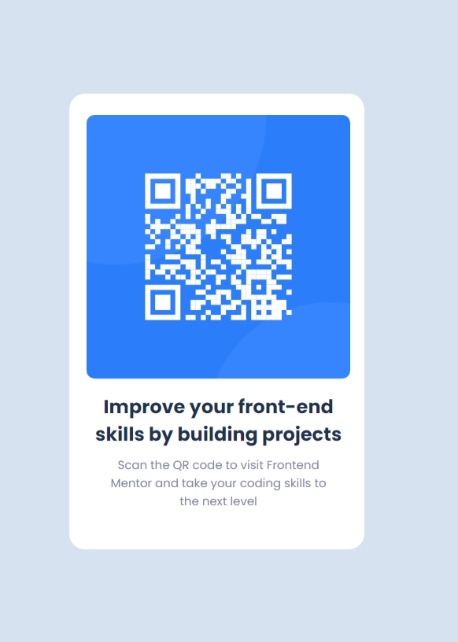 Improve your front-end
skills by building projects
Scan the QR code to visit Frontend
Mentor and take your coding skills to
the next level